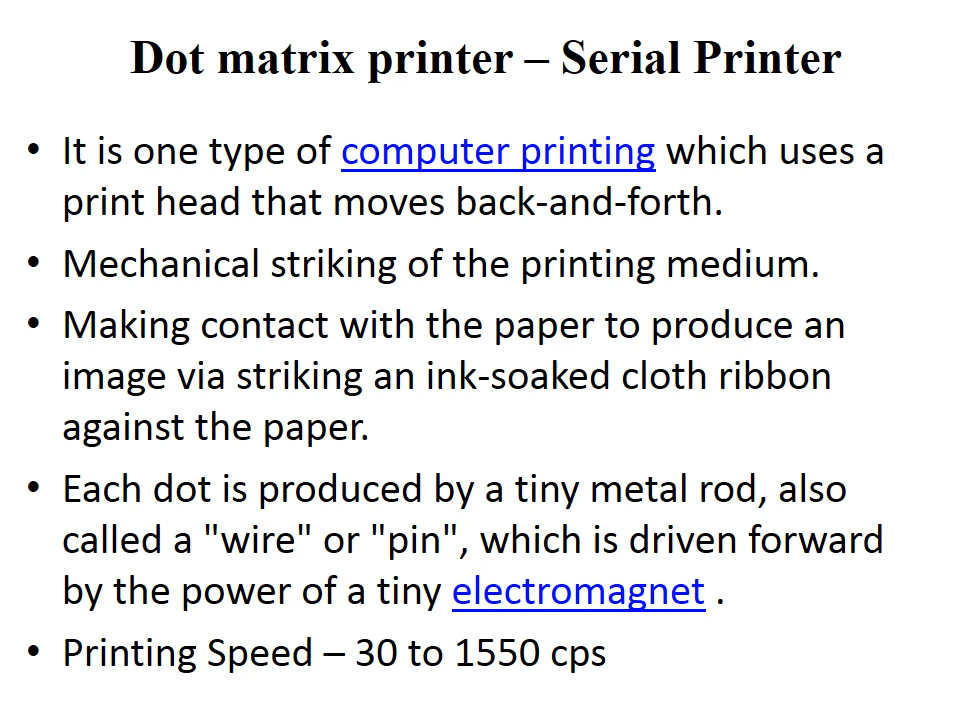 Dot matrix printer – Serial Printer
• It is one type of computer printing which uses a
print head that moves back-and-forth.
• Mechanical striking of the printing medium.
• Making contact with the paper to produce an
image via striking an ink-soaked cloth ribbon
against the paper.
• Each dot is produced by a tiny metal rod, also
called a "wire" or "pin", which is driven forward
by the power of a tiny electromagnet .
• Printing Speed – 30 to 1550 cps